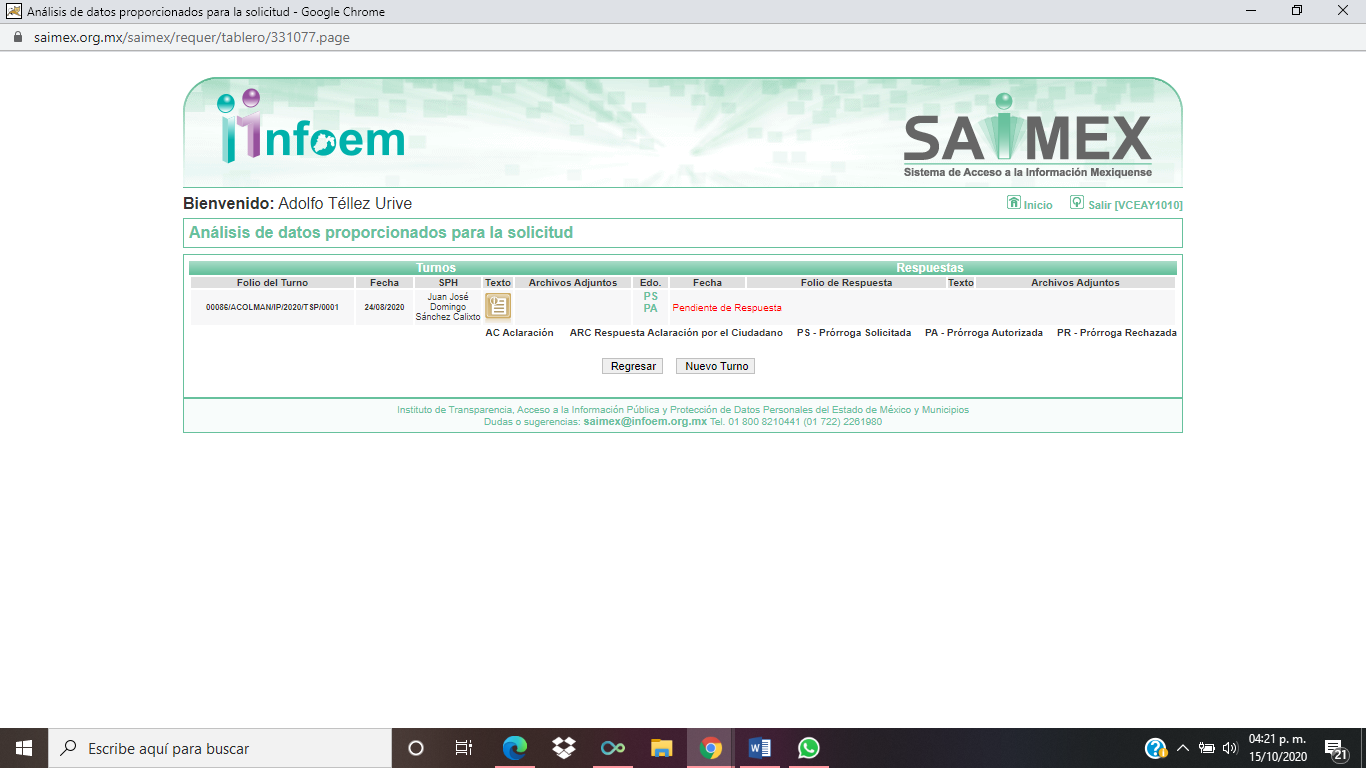 Análisis de datos proporcionados para la solicitud - Google Chrome
saimex.org.mx/saimex/requer/tablero/331077.page
infoem
SAIMEX
Sistema de Acceso a la Información Mexiquense
Bienvenido: Adolfo Téllez Urive
Inicio Salir [VCEAY1010]
Análisis de datos proporcionados para la solicitud
Turnos Respuestas
Folio del Turno Fecha SPH Texto Archivos Adjuntos Edo. Fecha Folio de Respuesta Texto Archivos Adjuntos
00086/ACOLMAN/IP/2020/TSP/0001 24/08/2020 Juan José Domingo Sánchez Calixto PS PA Pendiente de Respuesta
AC Aclaración ARC Respuesta Aclaración por el Ciudadano PS - Prórroga Solicitada PA - Prórroga Autorizada PR - Prórroga Rechazada
Regresar Nuevo Turno
Instituto de Transparencia, Acceso a la Información Pública y Protección de Datos Personales del Estado de México y Municipios
Dudas o sugerencias: saimex@infoem.org.mx Tel. 01 800 8210441 (01 722) 2261980
Escribe aquí para buscar
04:21 p. m.
15/10/2020
21